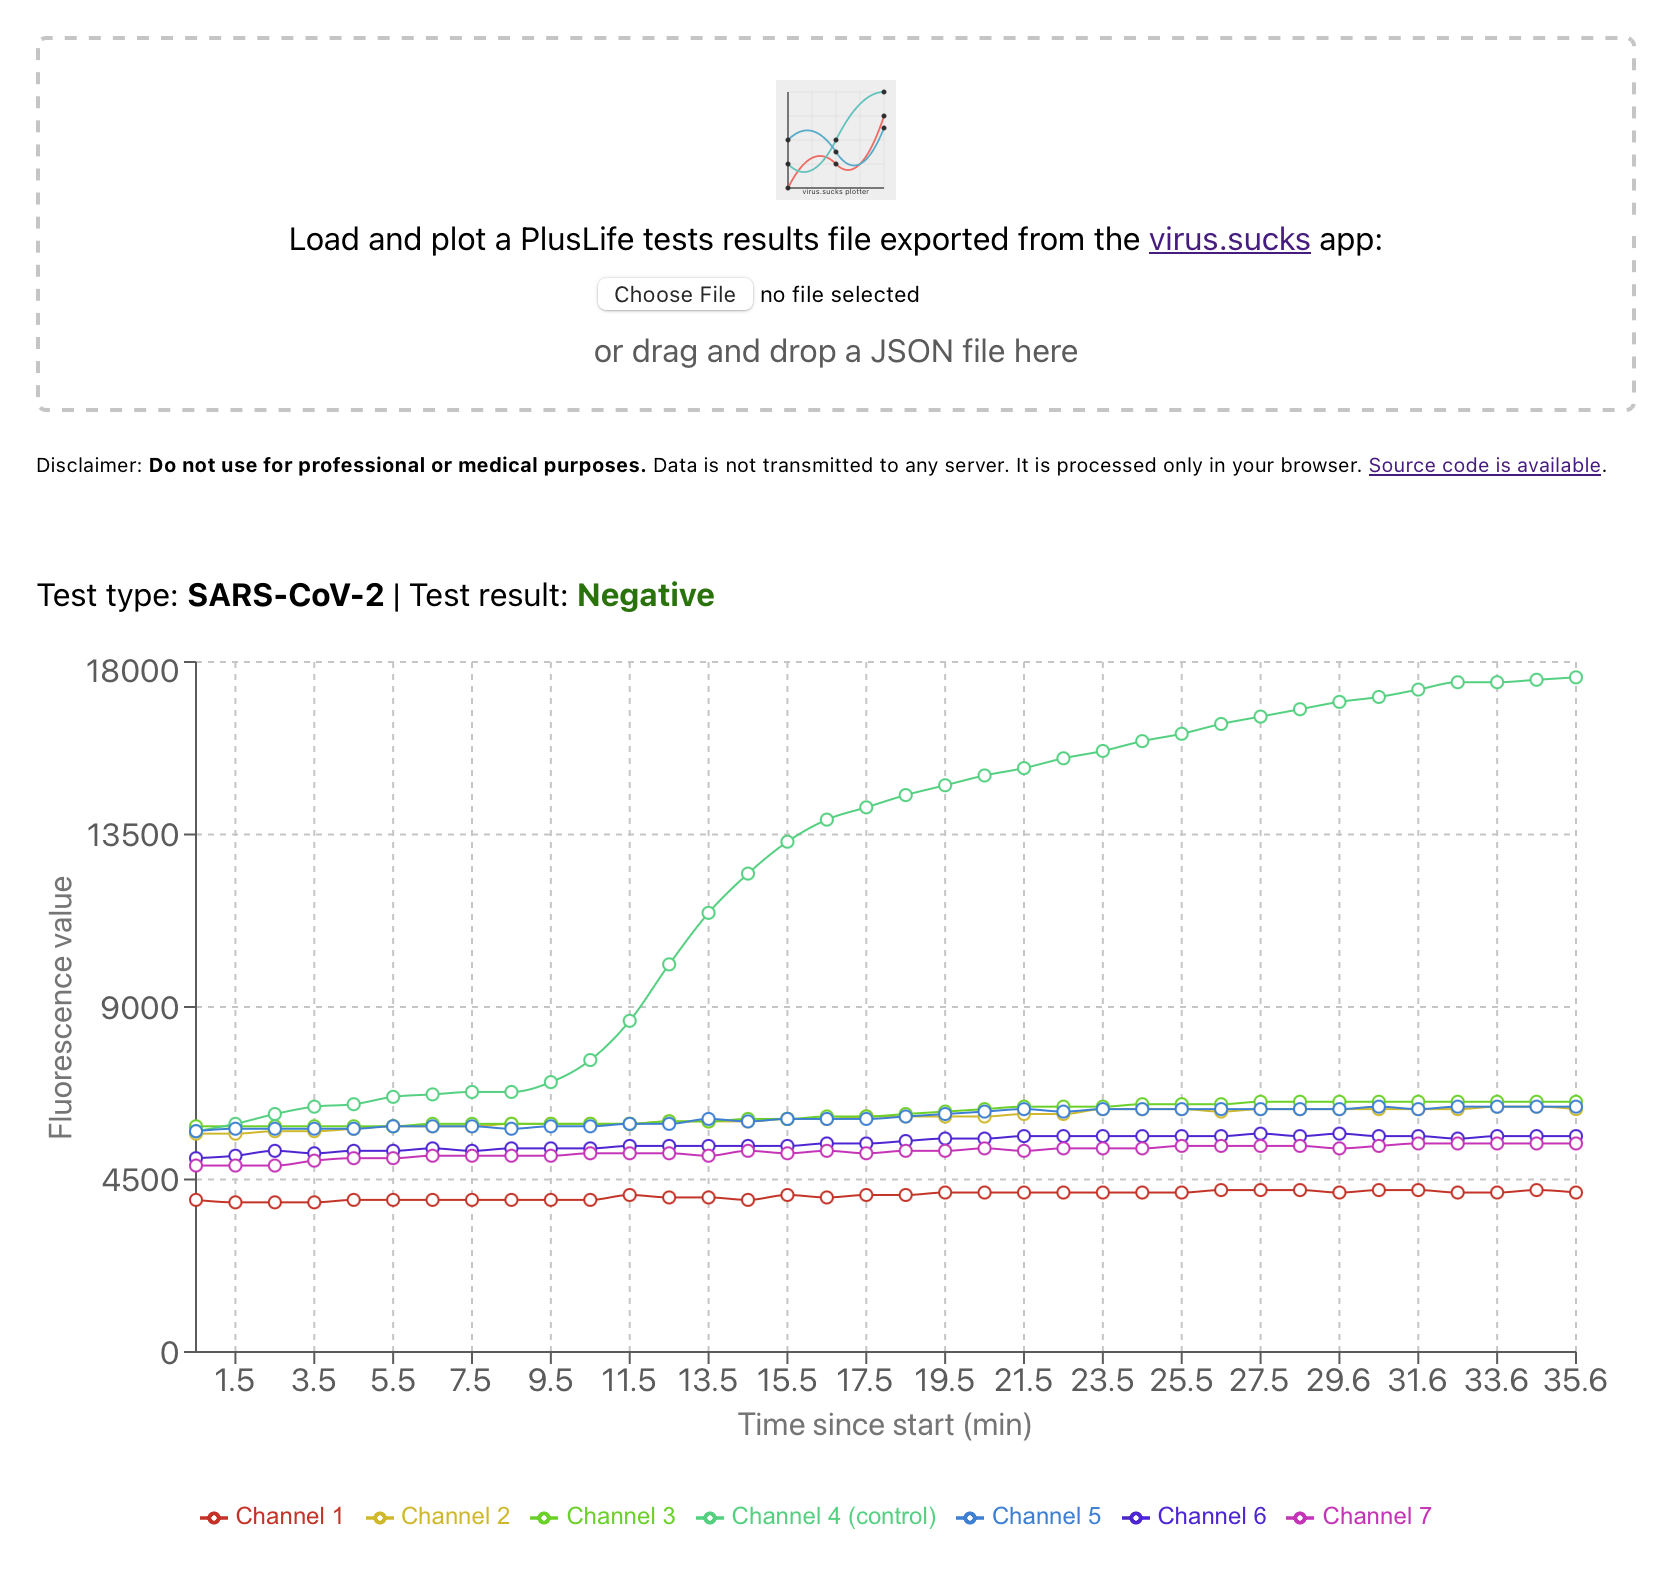 virus.sucks plotter
Load and plot a PlusLife tests results file exported from the virus.sucks app:
Choose File no file selected
or drag and drop a JSON file here
Disclaimer: Do not use for professional or medical purposes. Data is not transmitted to any server. It is processed only in your browser. Source code is available.
Test type: SARS-CoV-2 | Test result: Negative
18000
13500
9000
4500
0
Fluorescence value
1.5 3.5 5.5 7.5 9.5 11.5 13.5 15.5 17.5 19.5 21.5 23.5 25.5 27.5 29.6 31.6 33.6 35.6
Time since start (min)
Channel 1 Channel 2 Channel 3 Channel 4 (control) Channel 5 Channel 6 Channel 7